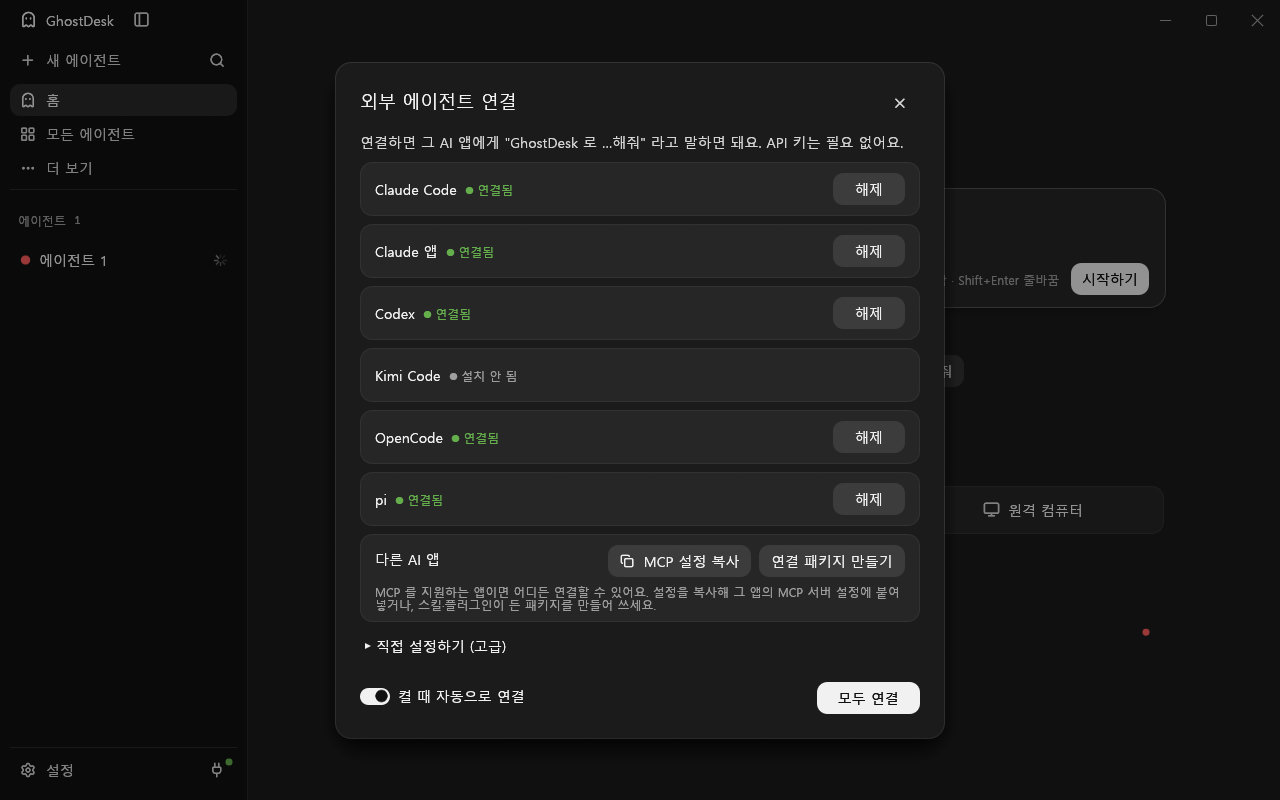 GhostDesk
새 에이전트
홈
모든 에이전트
더 보기
에이전트 1
에이전트 1
설정
외부 에이전트 연결
연결하면 그 AI 앱에게 "GhostDesk 로 ...해줘" 라고 말하면 돼요. API 키는 필요 없어요.
Claude Code 연결됨 해제
Claude 앱 연결됨 해제
Codex 연결됨 해제
Kimi Code 설치 안 됨
OpenCode 연결됨 해제
pi 연결됨 해제
다른 AI 앱 MCP 설정 복사 연결 패키지 만들기
MCP 를 지원하는 앱이면 어디든 연결할 수 있어요. 설정을 복사해 그 앱의 MCP 서버 설정에 붙여
넣거나, 스킬·플러그인이 든 패키지를 만들어 쓰세요.
직접 설정하기 (고급)
켤 때 자동으로 연결 모두 연결
· Shift+Enter 줄바꿈 시작하기
원격 컴퓨터